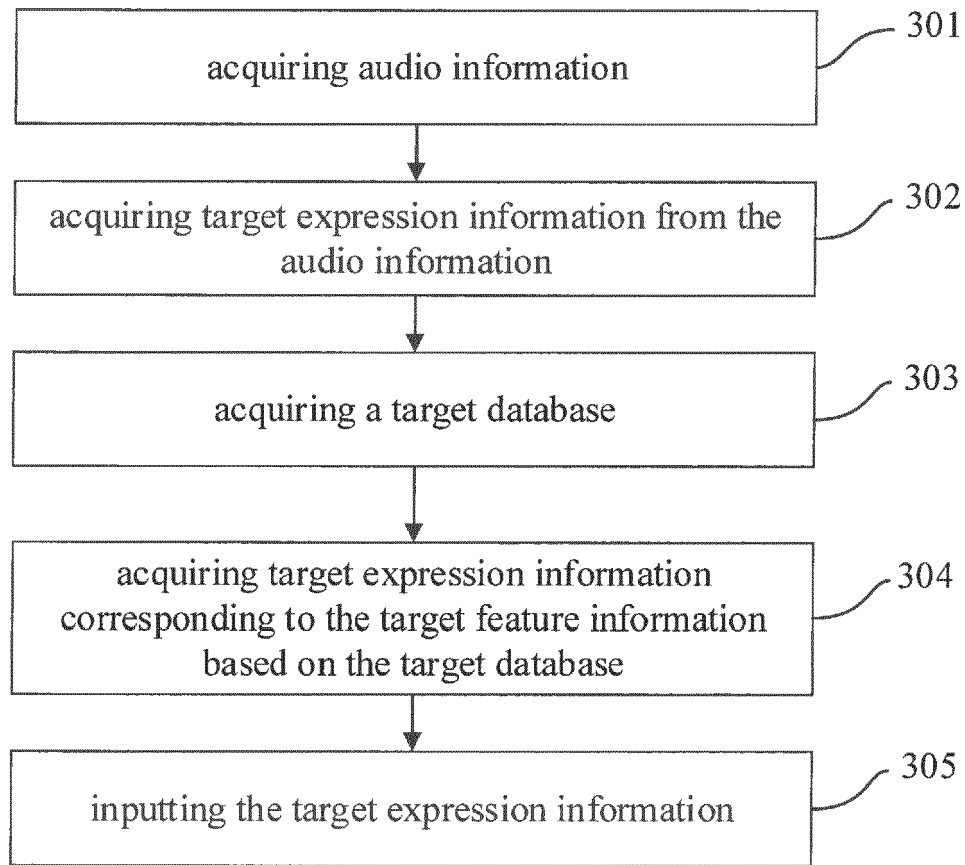 301
acquiring audio information
302
acquiring target expression information from the
audio information
303
acquiring a target database
304
acquiring target expression information
corresponding to the target feature information
based on the target database
305
inputting the target expression information